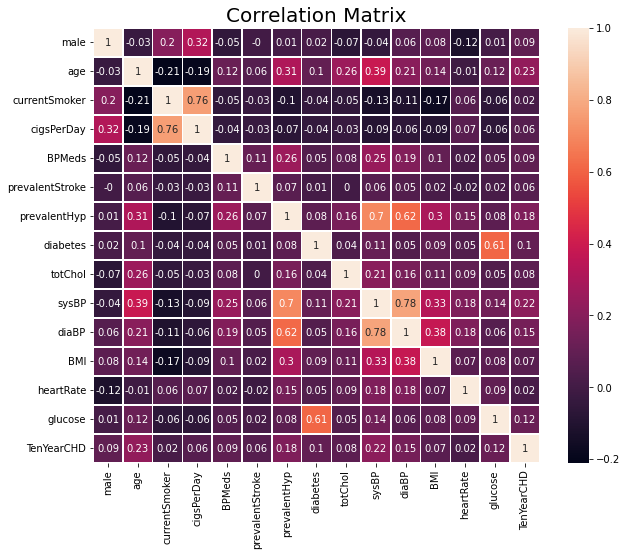 Correlation Matrix
male 1 -0.03 0.2 0.32 -0.05 -0 0.01 0.02 -0.07 -0.04 0.06 0.08 -0.12 0.01 0.09
age -0.03 1 -0.21 -0.19 0.12 0.06 0.31 0.1 0.26 0.39 0.21 0.14 -0.01 0.12 0.23
currentSmoker 0.2 -0.21 1 0.76 -0.05 -0.03 -0.1 -0.04 -0.05 -0.13 -0.11 -0.17 0.06 -0.06 0.02
cigsPerDay 0.32 -0.19 0.76 1 -0.04 -0.03 -0.07 -0.04 -0.03 -0.09 -0.06 -0.09 0.07 -0.06 0.06
BPMeds -0.05 0.12 -0.05 -0.04 1 0.11 0.26 0.05 0.08 0.25 0.19 0.1 0.02 0.05 0.09
prevalentStroke -0 0.06 -0.03 -0.03 0.11 1 0.07 0.01 0 0.06 0.05 0.02 -0.02 0.02 0.06
prevalentHyp 0.01 0.31 -0.1 -0.07 0.26 0.07 1 0.08 0.16 0.7 0.62 0.3 0.15 0.08 0.18
diabetes 0.02 0.1 -0.04 -0.04 0.05 0.01 0.08 1 0.04 0.11 0.05 0.09 0.05 0.61 0.1
totChol -0.07 0.26 -0.05 -0.03 0.08 0 0.16 0.04 1 0.21 0.16 0.11 0.09 0.05 0.08
sysBP -0.04 0.39 -0.13 -0.09 0.25 0.06 0.7 0.11 0.21 1 0.78 0.33 0.18 0.14 0.22
diaBP 0.06 0.21 -0.11 -0.06 0.19 0.05 0.62 0.05 0.16 0.78 1 0.38 0.18 0.06 0.15
BMI 0.08 0.14 -0.17 -0.09 0.1 0.02 0.3 0.09 0.11 0.33 0.38 1 0.07 0.08 0.07
heartRate -0.12 -0.01 0.06 0.07 0.02 -0.02 0.15 0.05 0.09 0.18 0.18 0.07 1 0.09 0.02
glucose 0.01 0.12 -0.06 -0.06 0.05 0.02 0.08 0.61 0.05 0.14 0.06 0.08 0.09 1 0.12
TenYearCHD 0.09 0.23 0.02 0.06 0.09 0.06 0.18 0.1 0.08 0.22 0.15 0.07 0.02 0.12 1
male
age
currentSmoker
cigsPerDay
BPMeds
prevalentStroke
prevalentHyp
diabetes
totChol
sysBP
diaBP
BMI
heartRate
glucose
TenYearCHD
1.0
0.8
0.6
0.4
0.2
0.0
-0.2